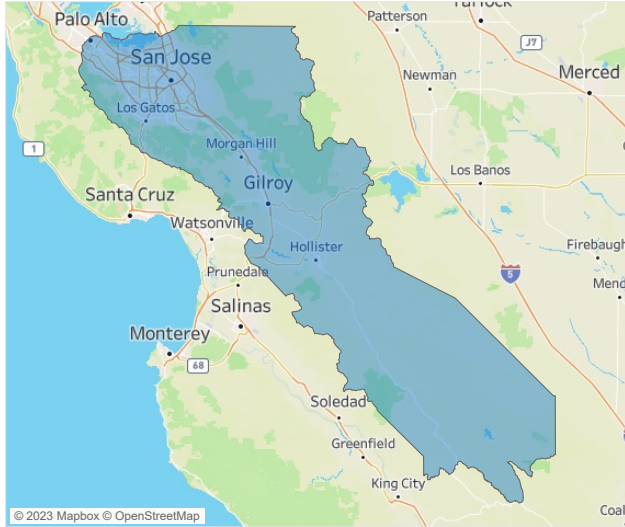 Palo Alto
Patterson
J7
San Jose
Newman
Merced
Los Gatos
1
Morgan Hill
Los Banos
Gilroy
Santa Cruz
Watsonville
Hollister
Firebaugh
5
Prunedale
Salinas
Monterey
68
Soledad
Greenfield
King City
© 2023 Mapbox © OpenStreetMap